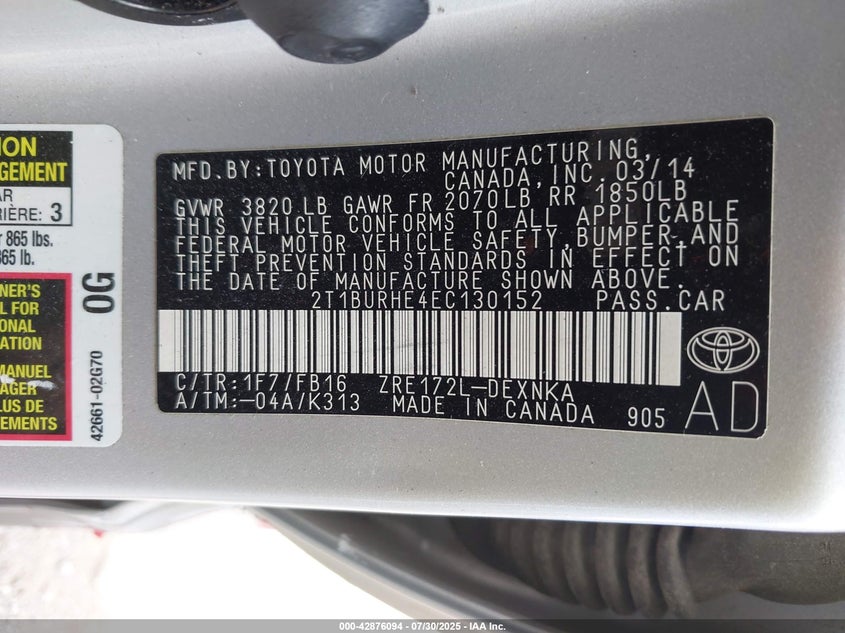 ION
GEMENT
AR
RIÈRE: 3
865 lbs.
865 lb.
NER'S
L FOR
ONAL
ATION
MANUEL
AGER
LUS DE
EMENTS
0G
42661-02G70
MFD.BY:TOYOTA MOTOR MANUFACTURING,
CANADA,INC. 03/14
GVWR 3820 LB GAWR FR 2070LB RR 1850LB
THIS VEHICLE CONFORMS TO ALL APPLICABLE
FEDERAL MOTOR VEHICLE SAFETY,BUMPER,AND
THEFT PREVENTION STANDARDS IN EFFECT ON
THE DATE OF MANUFACTURE SHOWN ABOVE.
2T1BURHE4EC130152 PASS.CAR
C/TR:1F7/FB16 ZRE172L-DEXNKA
A/TM:-04A/K313 MADE IN CANADA 905
AD
000-42876094 - 07/30/2025 - IAA Inc.